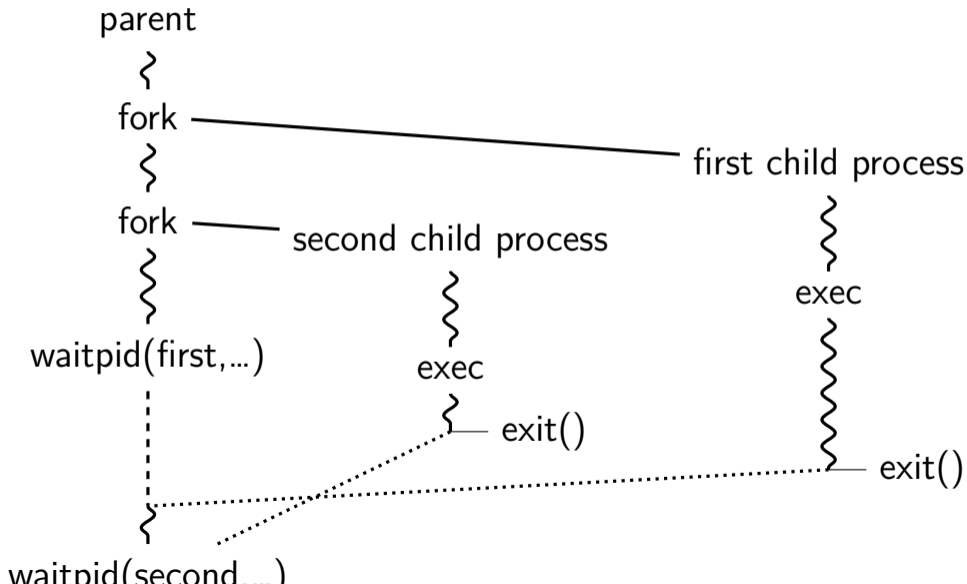 parent
fork
first child process
fork
second child process
exec
waitpid(first,...)
exec
exit()
exit()
waitpid(second,...)